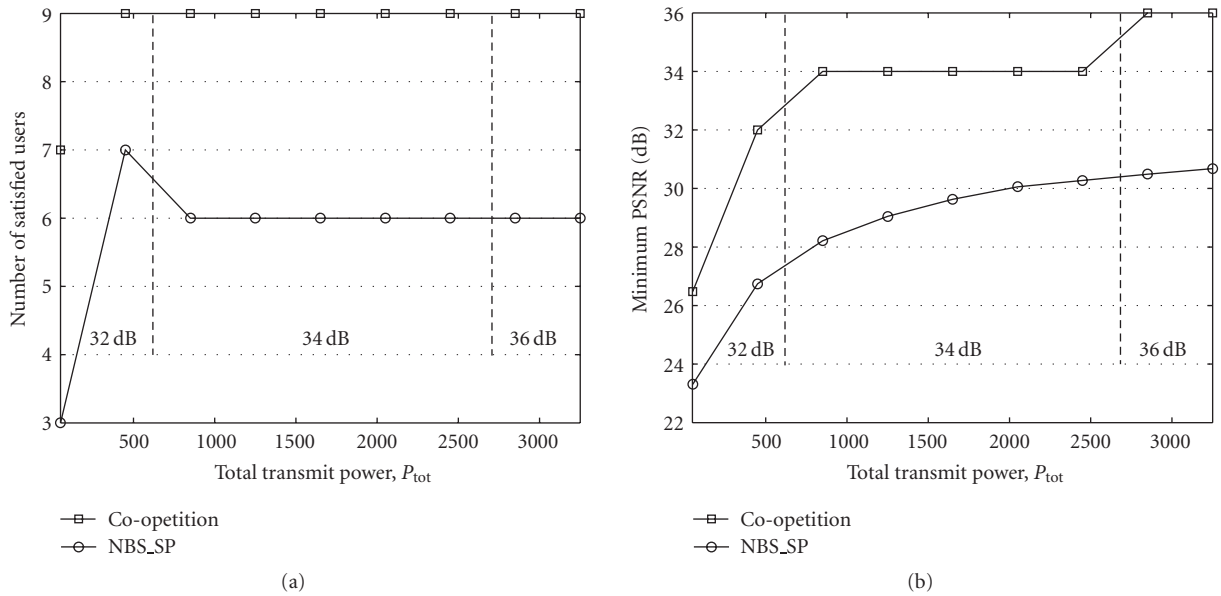 9
8
7
6
5
4
3
Number of satisfied users
32 dB
34 dB
36 dB
500 1000 1500 2000 2500 3000
Total transmit power, Ptot
Co-opetition
NBS_SP
(a)
36
34
32
30
28
26
24
22
Minimum PSNR (dB)
32 dB
34 dB
36 dB
500 1000 1500 2000 2500 3000
Total transmit power, Ptot
Co-opetition
NBS_SP
(b)